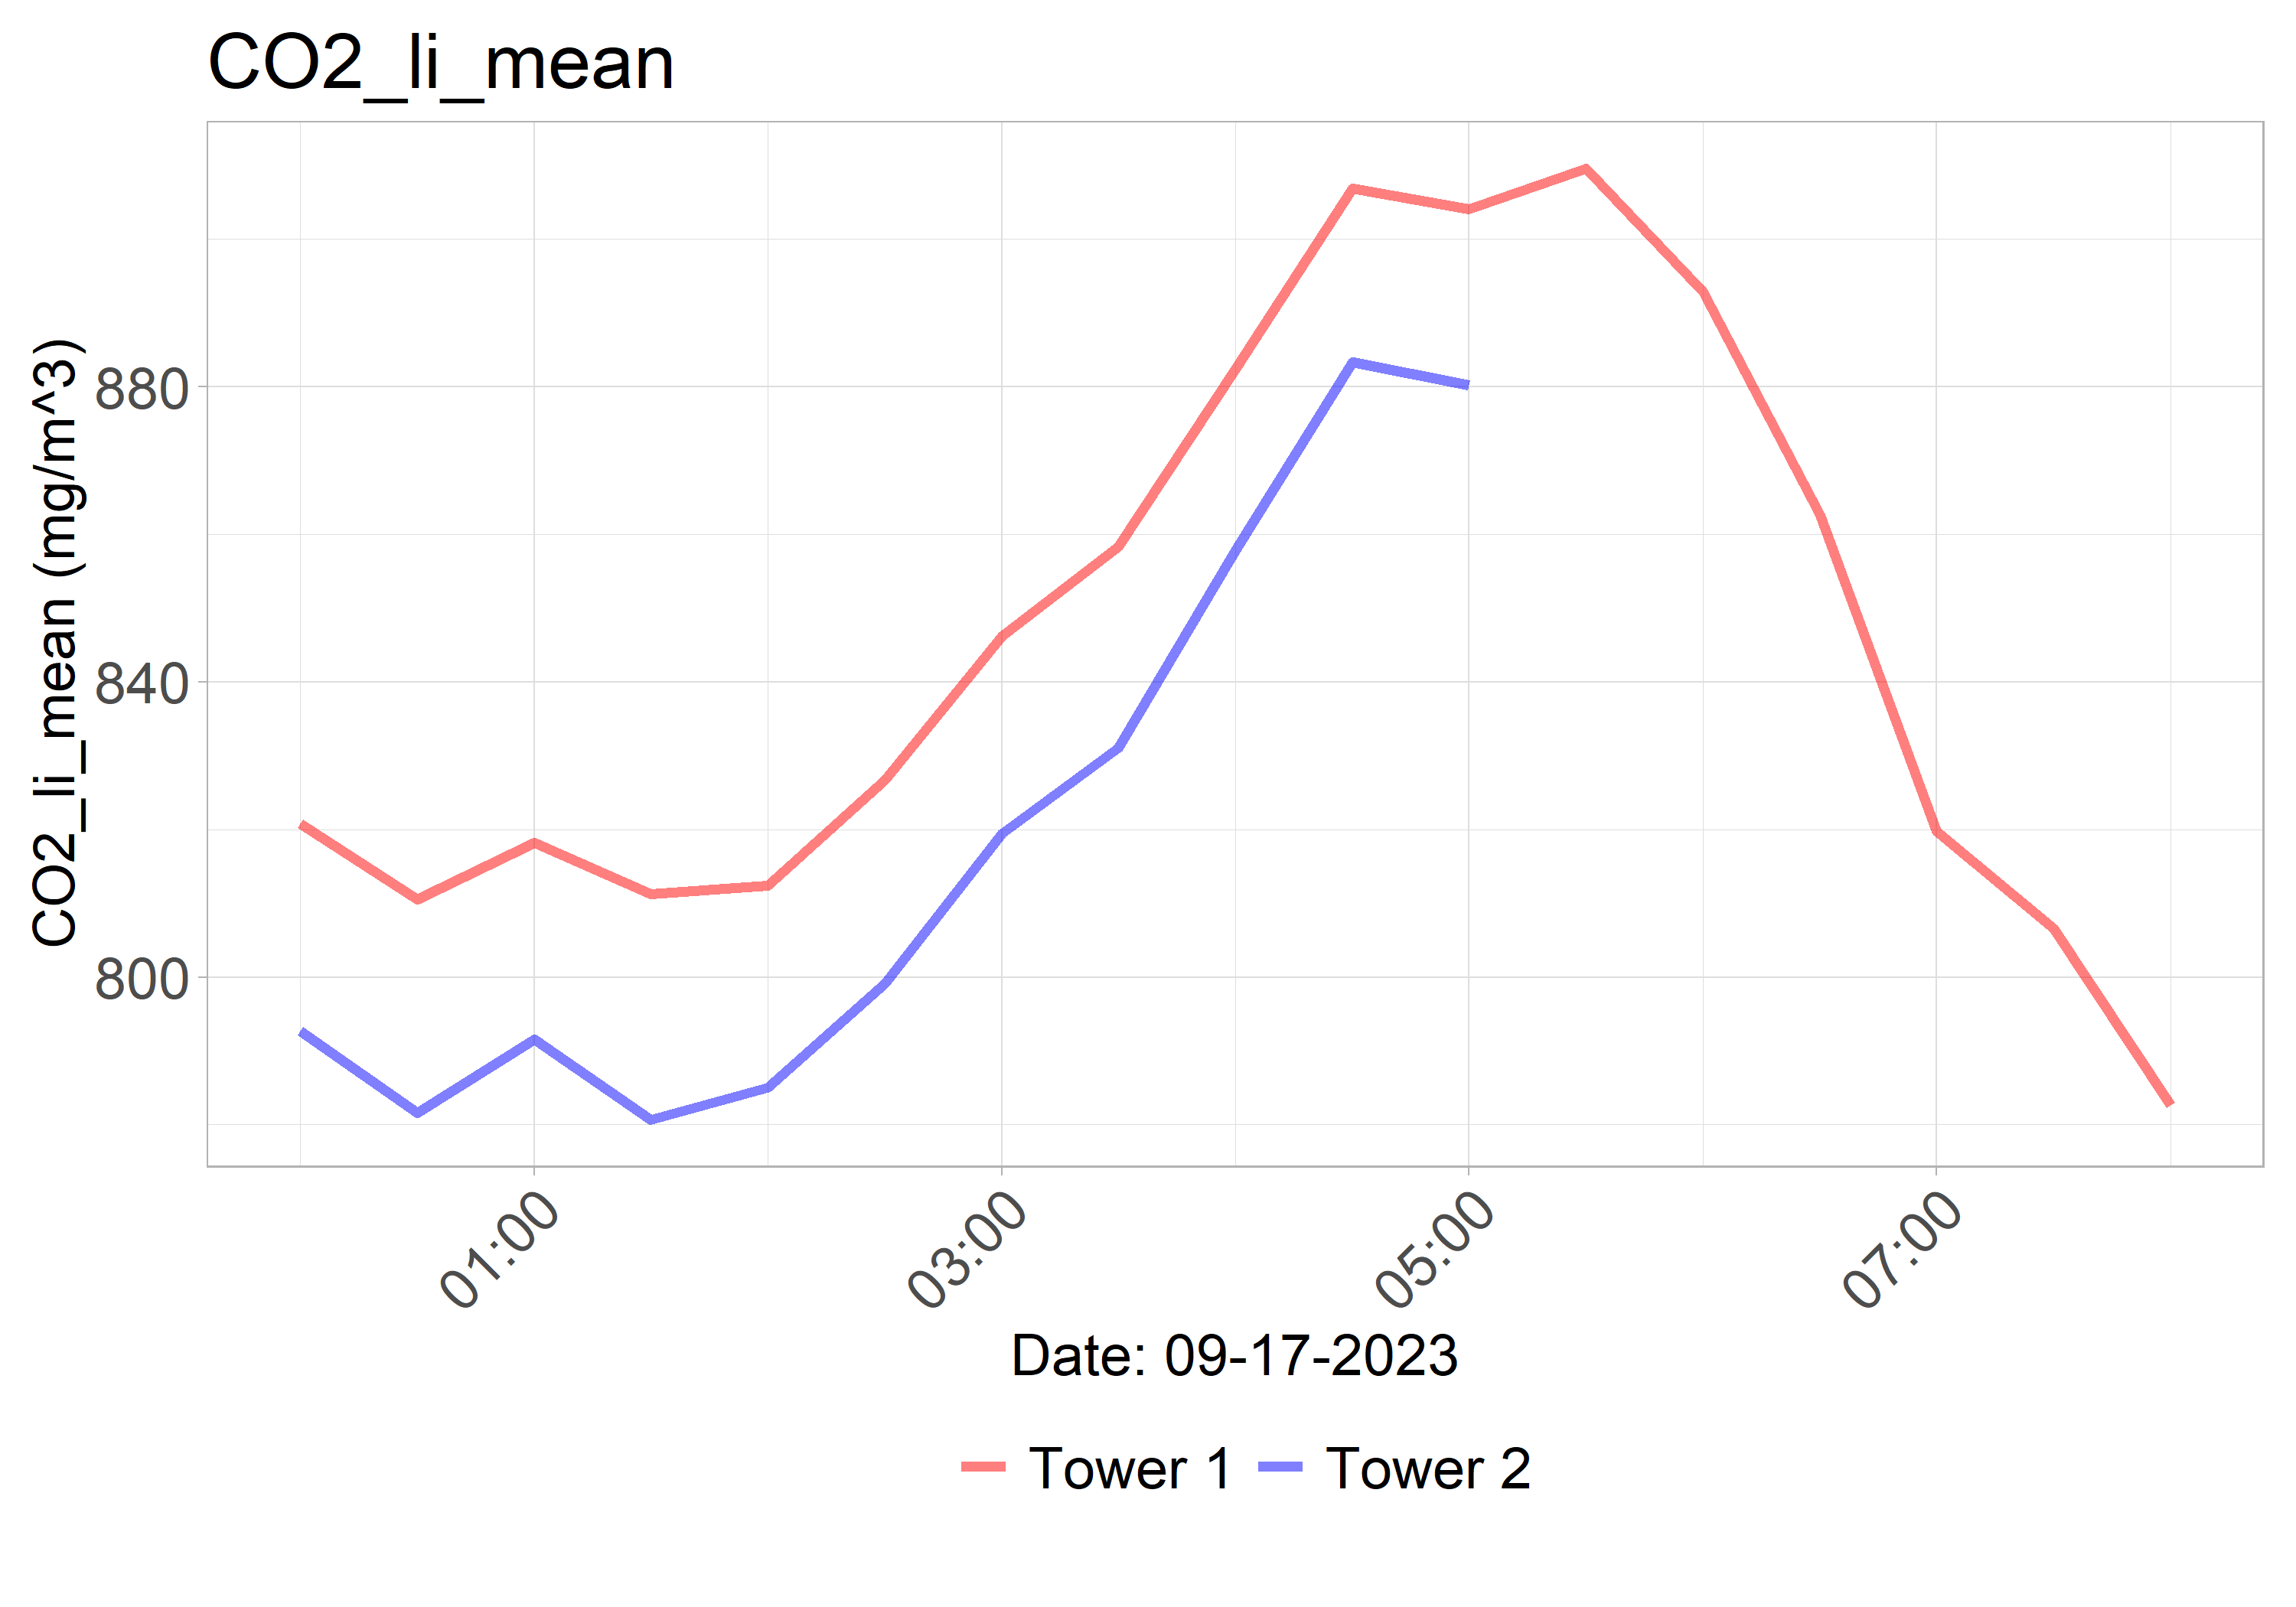 CO2_li_mean
CO2_li_mean (mg/m^3)
880
840
800
01:00 03:00 05:00 07:00
Date: 09-17-2023
Tower 1 Tower 2